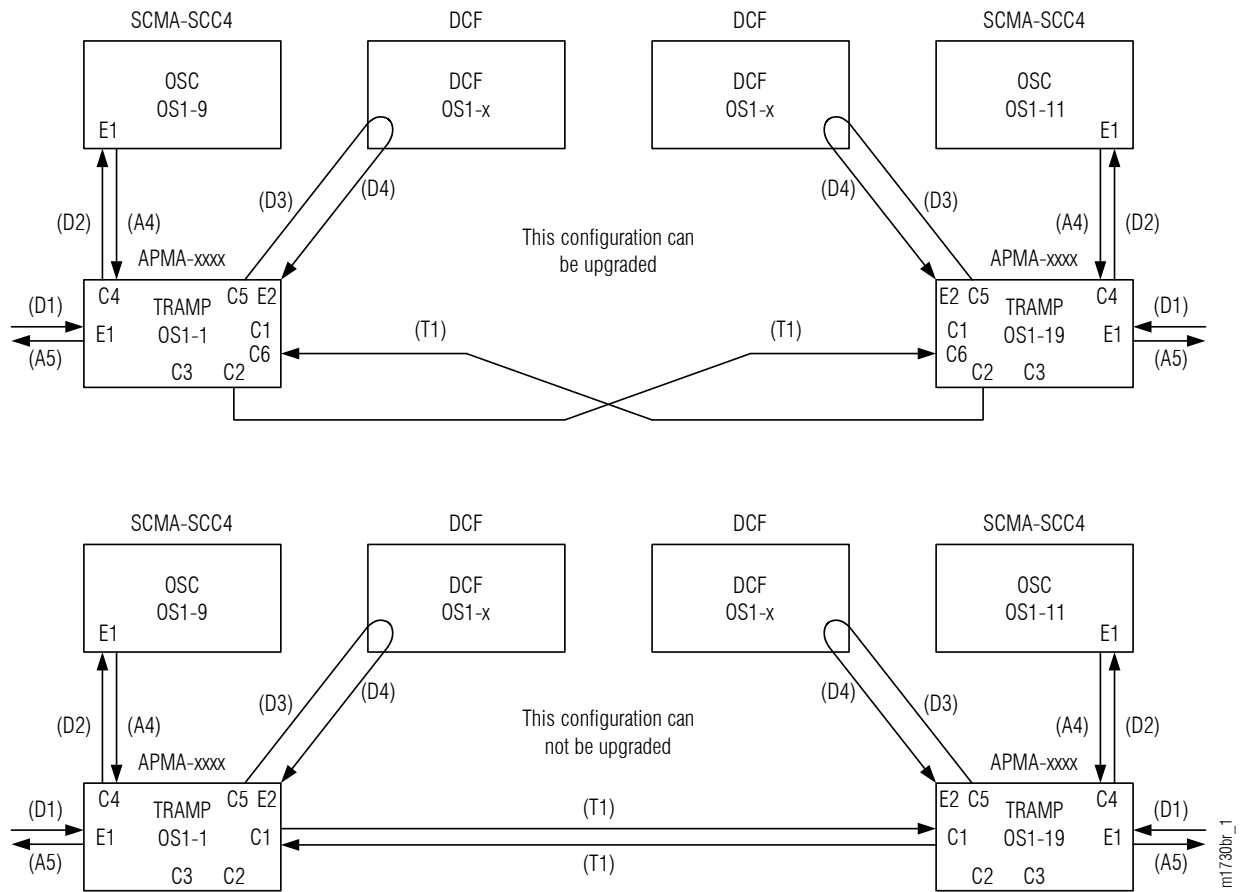 SCMA-SCC4 DCF DCF SCMA-SCC4
OSC DCF DCF OSC
OS1-9 OS1-x OS1-x OS1-11
E1 E1
(D3) (D4) (D4) (D3)
(D2) (A4) (A4) (D2)
This configuration can
be upgraded
APMA-xxxx APMA-xxxx
C4 C5 E2 E2 C5 C4
(D1) TRAMP TRAMP (D1)
E1 OS1-1 C1 C1 OS1-19 E1
(A5) C6 (T1) (T1) C6 (A5)
C3 C2 C2 C3
SCMA-SCC4 DCF DCF SCMA-SCC4
OSC DCF DCF OSC
OS1-9 OS1-x OS1-x OS1-11
E1 E1
(D3) (D4) (D4) (D3)
(D2) (A4) (A4) (D2)
This configuration can
not be upgraded
APMA-xxxx APMA-xxxx
C4 C5 E2 E2 C5 C4
(D1) TRAMP (T1) TRAMP (D1)
E1 OS1-1 C1 C1 OS1-19 E1
(A5) (T1) (A5)
C3 C2 C2 C3
m1730br_1